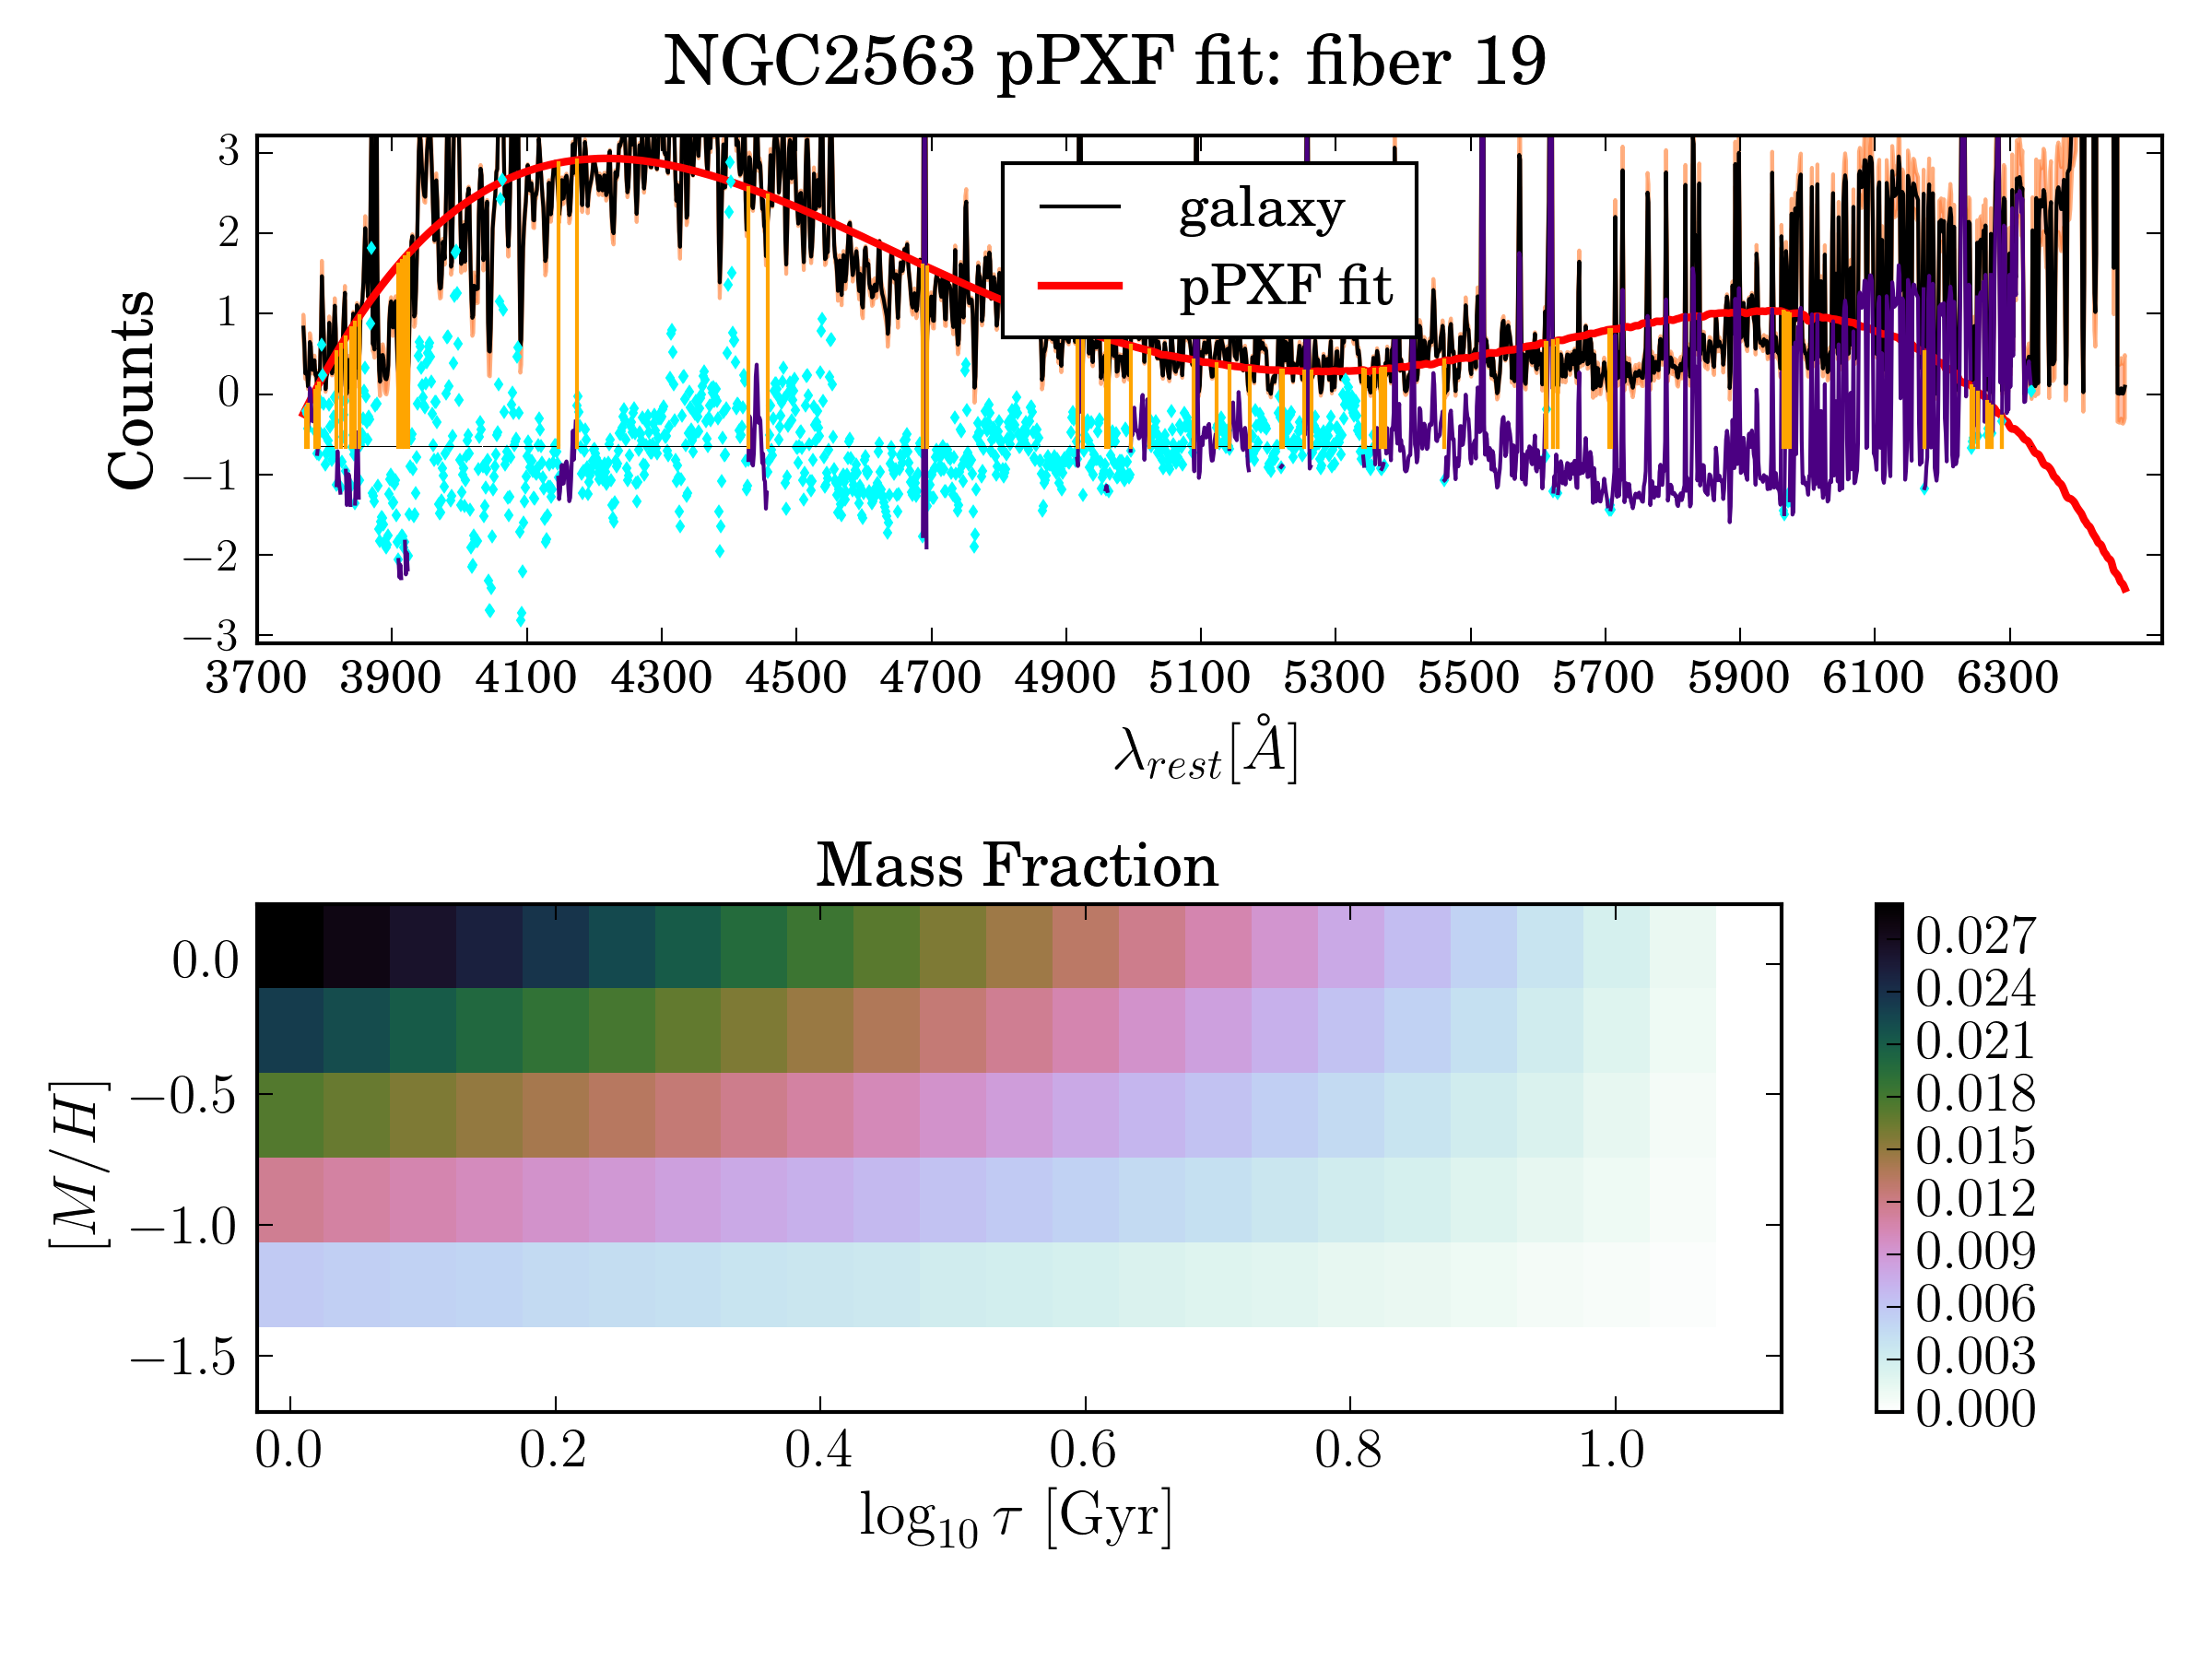 NGC2563 pPXF fit: fiber 19
3
2
1
0
−1
−2
−3
Counts
galaxy
pPXF fit
3700 3900 4100 4300 4500 4700 4900 5100 5300 5500 5700 5900 6100 6300
λrest[Å]
Mass Fraction
0.0
−0.5
−1.0
−1.5
[M/H]
0.0 0.2 0.4 0.6 0.8 1.0
log10 τ [Gyr]
0.027
0.024
0.021
0.018
0.015
0.012
0.009
0.006
0.003
0.000